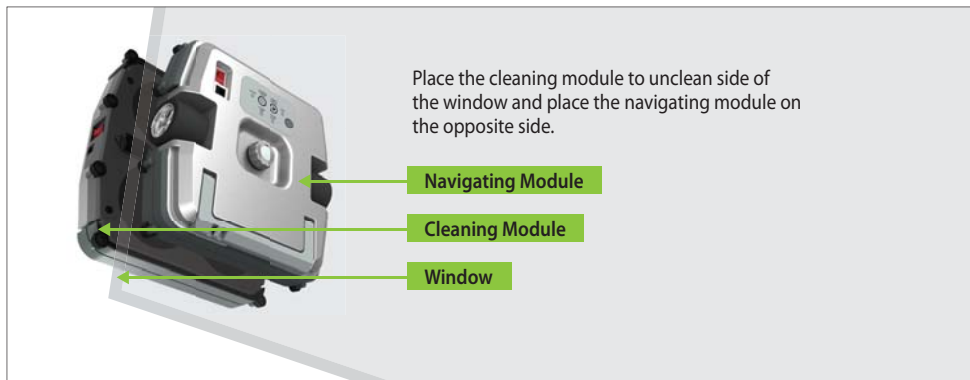 Place the cleaning module to unclean side of
the window and place the navigating module on
the opposite side.
Navigating Module
Cleaning Module
Window